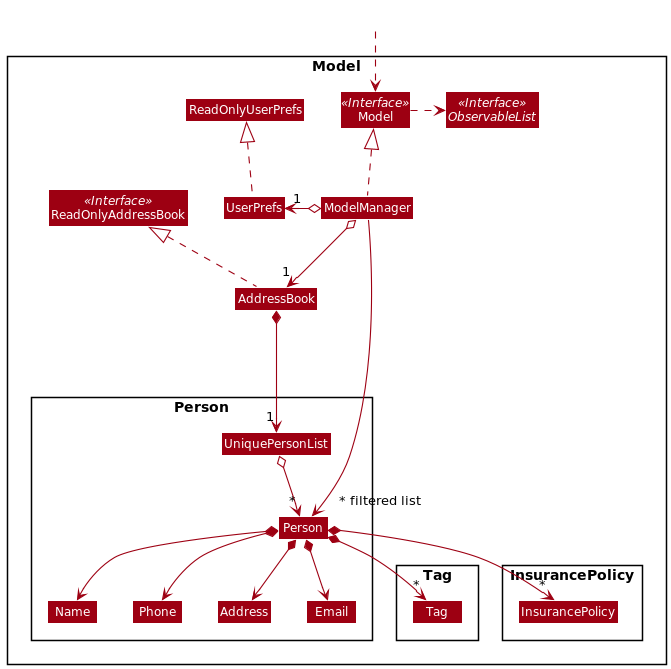 Model
ReadOnlyUserPrefs
«Interface»
Model
«Interface»
ObservableList
«Interface»
ReadOnlyAddressBook
UserPrefs
1
ModelManager
1
AddressBook
Person
1
UniquePersonList
*
* filtered list
Person
Tag
InsurancePolicy
*
*
Name
Phone
Address
Email
Tag
InsurancePolicy